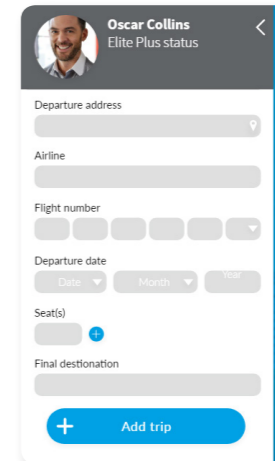 Oscar Collins
Elite Plus status
Departure address
Airline
Flight number
Departure date
Date Month Year
Seat(s)
Final destionation
Add trip